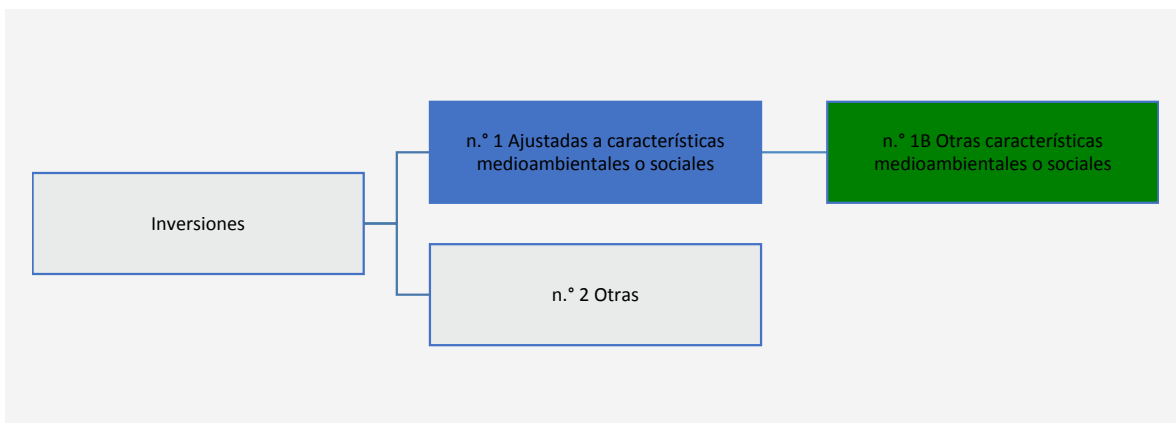 n.° 1 Ajustadas a características
medioambientales o sociales
n.° 1B Otras características
medioambientales o sociales
Inversiones
n.° 2 Otras